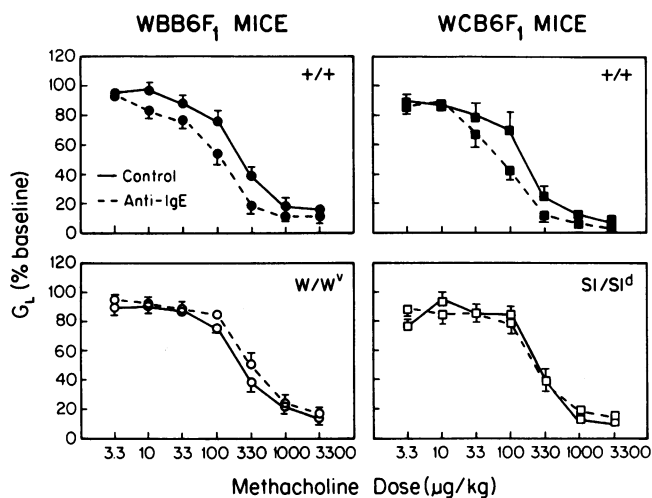 WBB6F1 MICE
WCB6F1 MICE
120
100
80
60
40
20
0
+/+
Control
Anti-IgE
+/+
GL (% baseline)
120
100
80
60
40
20
0
W/Wv
Sl/Sld
3.3 10 33 100 330 1000 3300
3.3 10 33 100 330 1000 3300
Methacholine Dose (μg/kg)